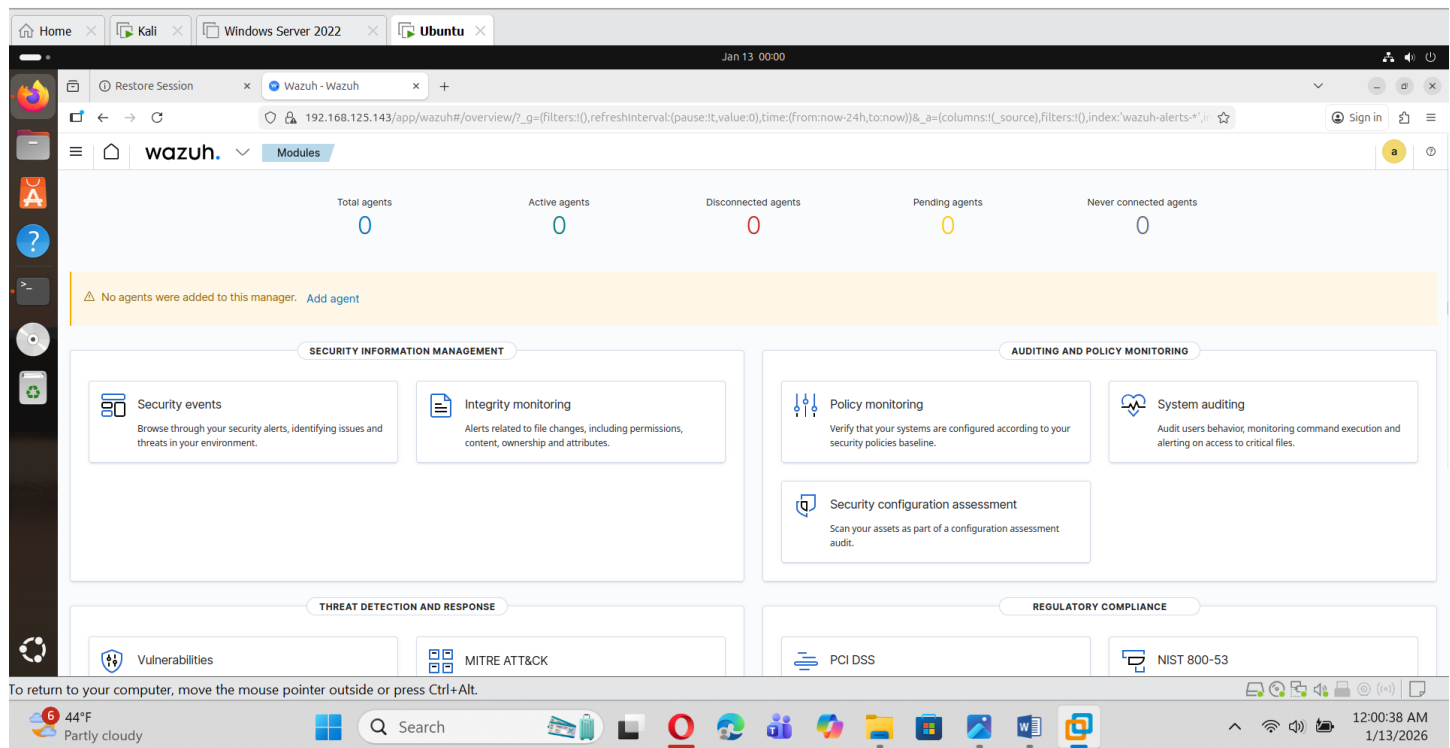 Home
Kali
Windows Server 2022
Ubuntu
Jan 13 00:00
Restore Session
Wazuh - Wazuh
192.168.125.143/app/wazuh#/overview/?_g=(filters:!(),refreshInterval:(pause:!t,value:0),time:(from:now-24h,to:now))&_a=(columns:!(_source),filters:!(),index:'wazuh-alerts-*',in
Sign in
wazuh.
Modules
a
Total agents
0
Active agents
0
Disconnected agents
0
Pending agents
0
Never connected agents
0
No agents were added to this manager. Add agent
SECURITY INFORMATION MANAGEMENT
Security events
Browse through your security alerts, identifying issues and
threats in your environment.
Integrity monitoring
Alerts related to file changes, including permissions,
content, ownership and attributes.
AUDITING AND POLICY MONITORING
Policy monitoring
Verify that your systems are configured according to your
security policies baseline.
System auditing
Audit users behavior, monitoring command execution and
alerting on access to critical files.
Security configuration assessment
Scan your assets as part of a configuration assessment
audit.
THREAT DETECTION AND RESPONSE
Vulnerabilities
MITRE ATT&CK
REGULATORY COMPLIANCE
PCI DSS
NIST 800-53
To return to your computer, move the mouse pointer outside or press Ctrl+Alt.
6
44°F
Partly cloudy
Search
12:00:38 AM
1/13/2026